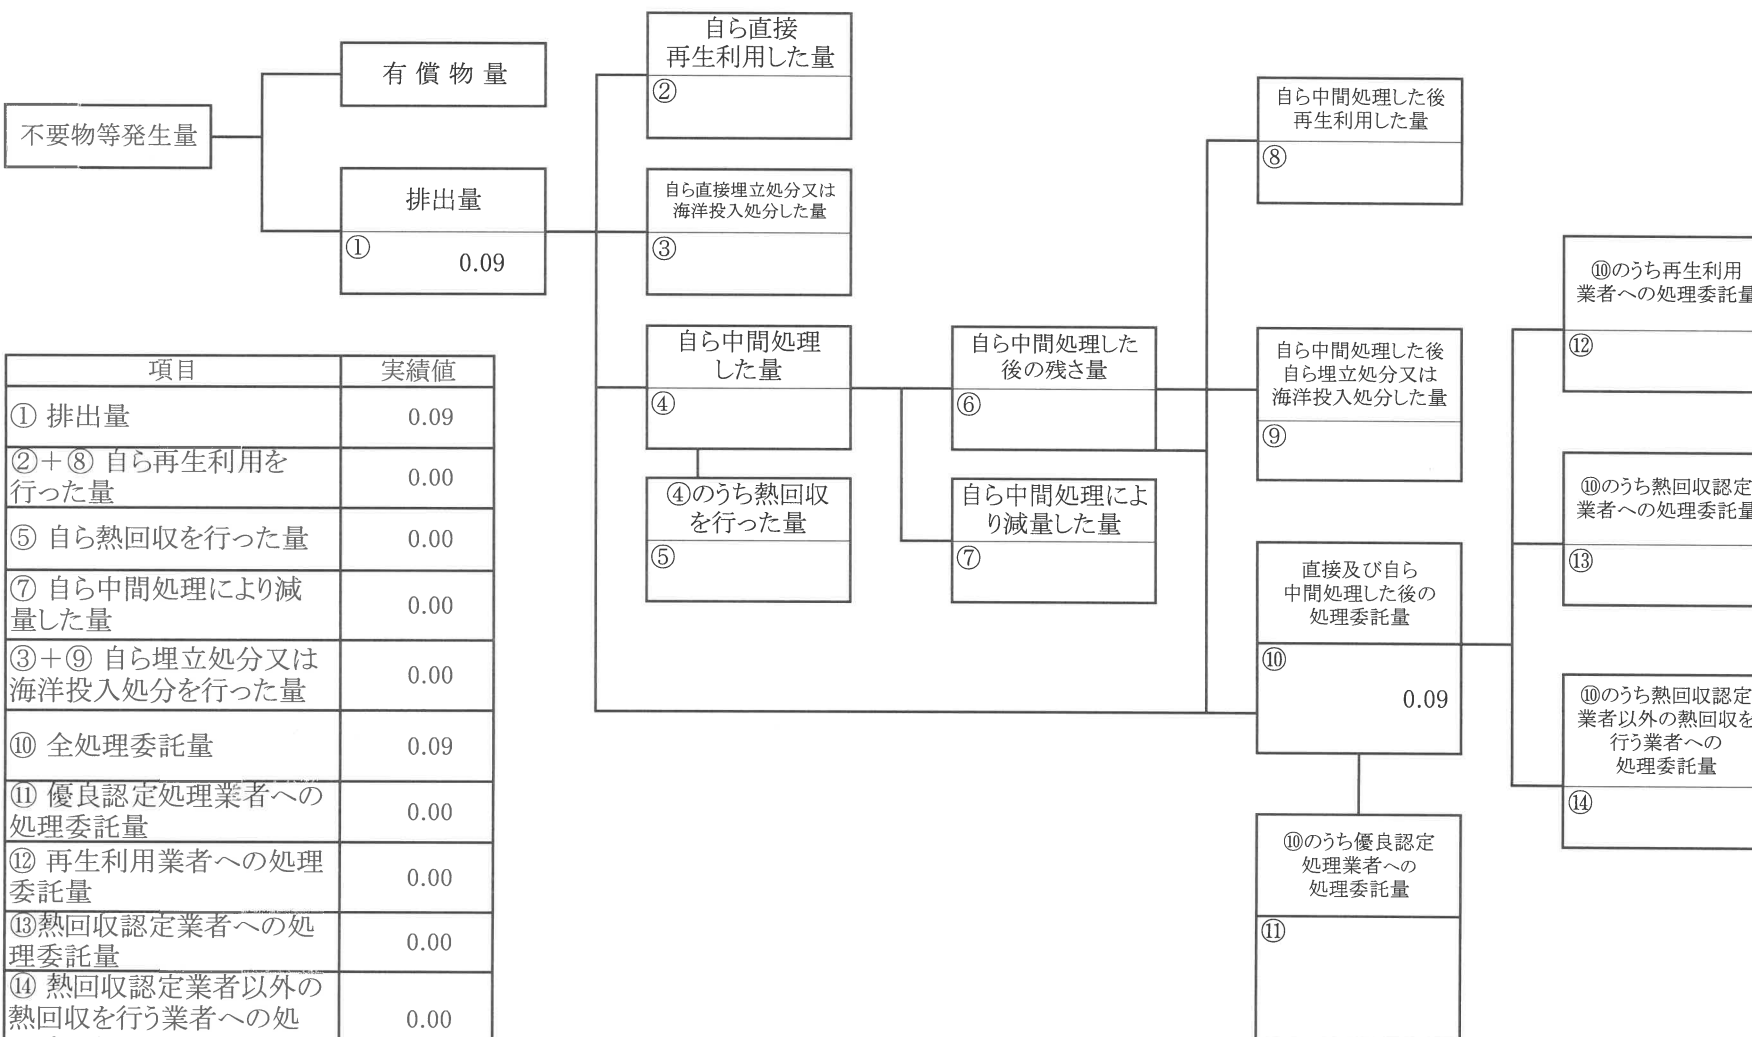 不要物等発生量
有償物量
排出量
①
0.09
自ら直接
再生利用した量
②
自ら直接埋立処分又は
海洋投入処分した量
③
自ら中間処理
した量
④
④のうち熱回収
を行った量
⑤
自ら中間処理した
後の残さ量
⑥
自ら中間処理によ
り減量した量
⑦
自ら中間処理した後
再生利用した量
⑧
自ら中間処理した後
自ら埋立処分又は
海洋投入処分した量
⑨
直接及び自ら
中間処理した後の
処理委託量
⑩
0.09
⑩のうち優良認定
処理業者への
処理委託量
⑪
⑩のうち再生利用
業者への処理委託量
⑫
⑩のうち熱回収認定
業者への処理委託量
⑬
⑩のうち熱回収認定
業者以外の熱回収を
行う業者への
処理委託量
⑭
項目 実績値
① 排出量 0.09
②+⑧ 自ら再生利用を
行った量 0.00
⑤ 自ら熱回収を行った量 0.00
⑦ 自ら中間処理により減
量した量 0.00
③+⑨ 自ら埋立処分又は
海洋投入処分を行った量 0.00
⑩ 全処理委託量 0.09
⑪ 優良認定処理業者への
処理委託量 0.00
⑫ 再生利用業者への処理
委託量 0.00
⑬熱回収認定業者への処
理委託量 0.00
⑭ 熱回収認定業者以外の
熱回収を行う業者への処 0.00